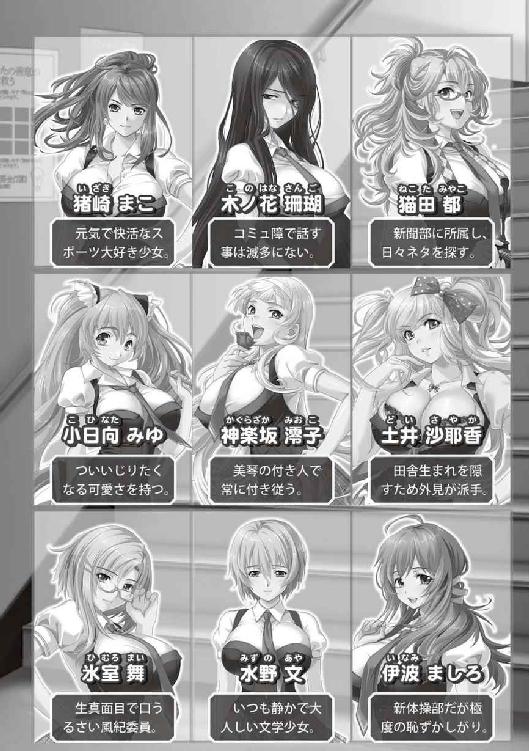 いざき
猪崎 まこ
元気で快活なス
ポーツ大好き少女。
このはなさんご
木ノ花 珊瑚
コミュ障で話す
事は滅多にない。
ねこたみやこ
猫田 都
新聞部に所属し、
日々ネタを探す。
こひなた
小日向 みゆ
ついいじりたく
なる可愛さを持つ。
かぐらざかみおこ
神楽坂 澪子
美琴の付き人で
常に付き従う。
どいさやか
土井 沙耶香
田舎生まれを隠
すため外見が派手。
ひむろまい
氷室 舞
生真面目で口う
るさい風紀委員。
みずのあや
水野 文
いつも静かで大
人しい文学少女。
いなみ
伊波 ましろ
新体操部だが極
度の恥ずかしがり。